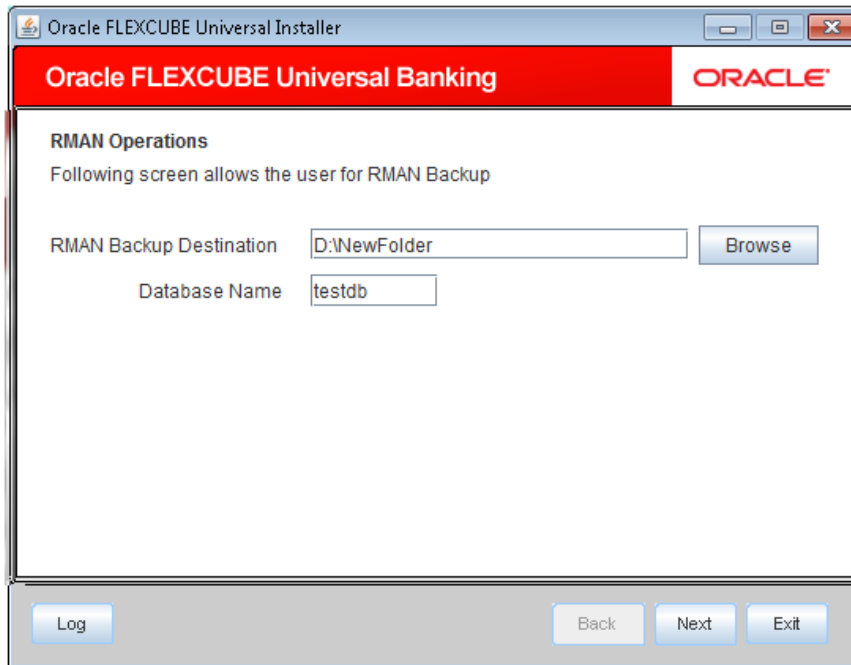 Oracle FLEXCUBE Universal Installer
Oracle FLEXCUBE Universal Banking
ORACLE
RMAN Operations
Following screen allows the user for RMAN Backup
RMAN Backup Destination D:\NewFolder Browse
Database Name testdb
Log Back Next Exit